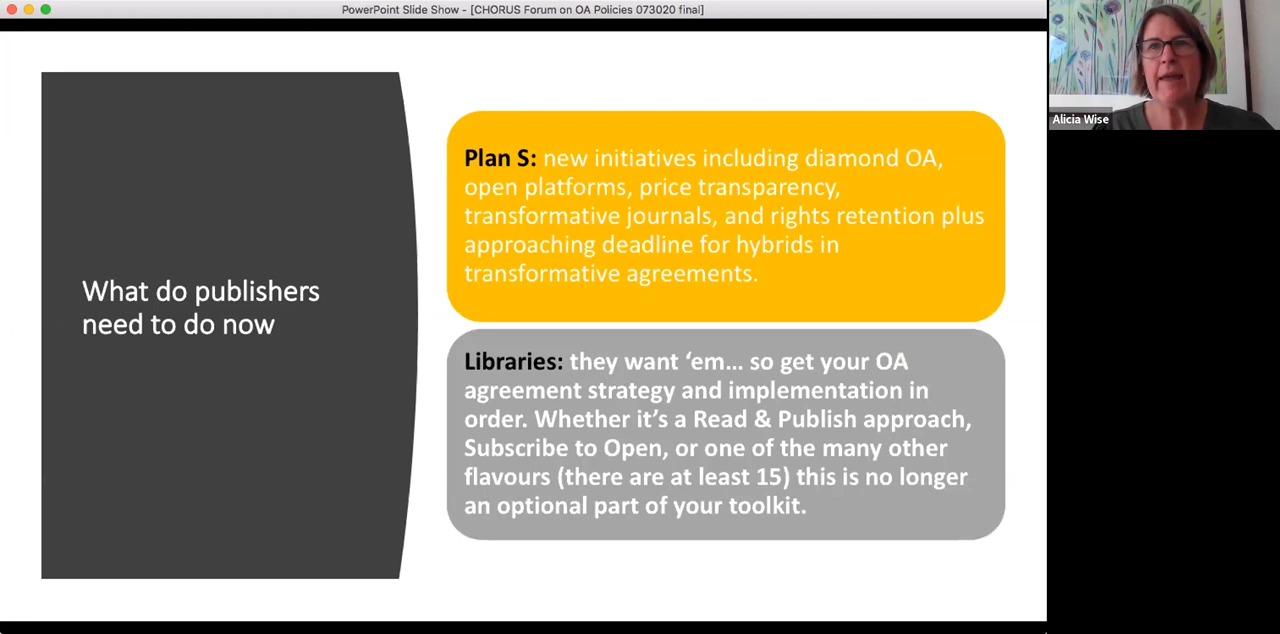 PowerPoint Slide Show - [CHORUS Forum on OA Policies 073020 final]
What do publishers
need to do now
Plan S: new initiatives including diamond OA,
open platforms, price transparency,
transformative journals, and rights retention plus
approaching deadline for hybrids in
transformative agreements.
Libraries: they want ‘em... so get your OA
agreement strategy and implementation in
order. Whether it’s a Read & Publish approach,
Subscribe to Open, or one of the many other
flavours (there are at least 15) this is no longer
an optional part of your toolkit.
Alicia Wise